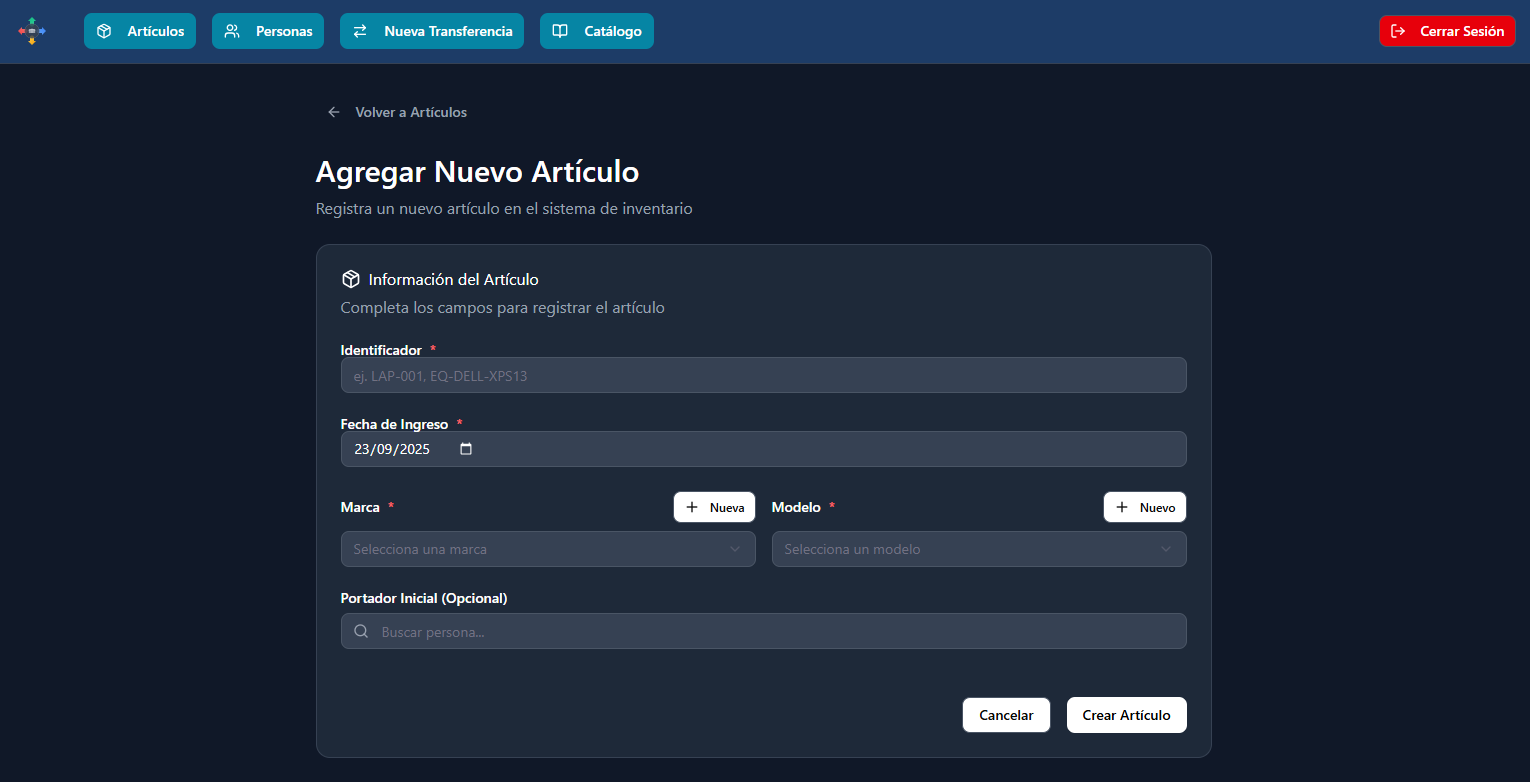 Artículos Personas Nueva Transferencia Catálogo Cerrar Sesión
Volver a Artículos
Agregar Nuevo Artículo
Registra un nuevo artículo en el sistema de inventario
Información del Artículo
Completa los campos para registrar el artículo
Identificador *
ej. LAP-001, EQ-DELL-XPS13
Fecha de Ingreso *
23/09/2025
Marca * + Nueva Modelo * + Nuevo
Selecciona una marca Selecciona un modelo
Portador Inicial (Opcional)
Buscar persona...
Cancelar Crear Artículo